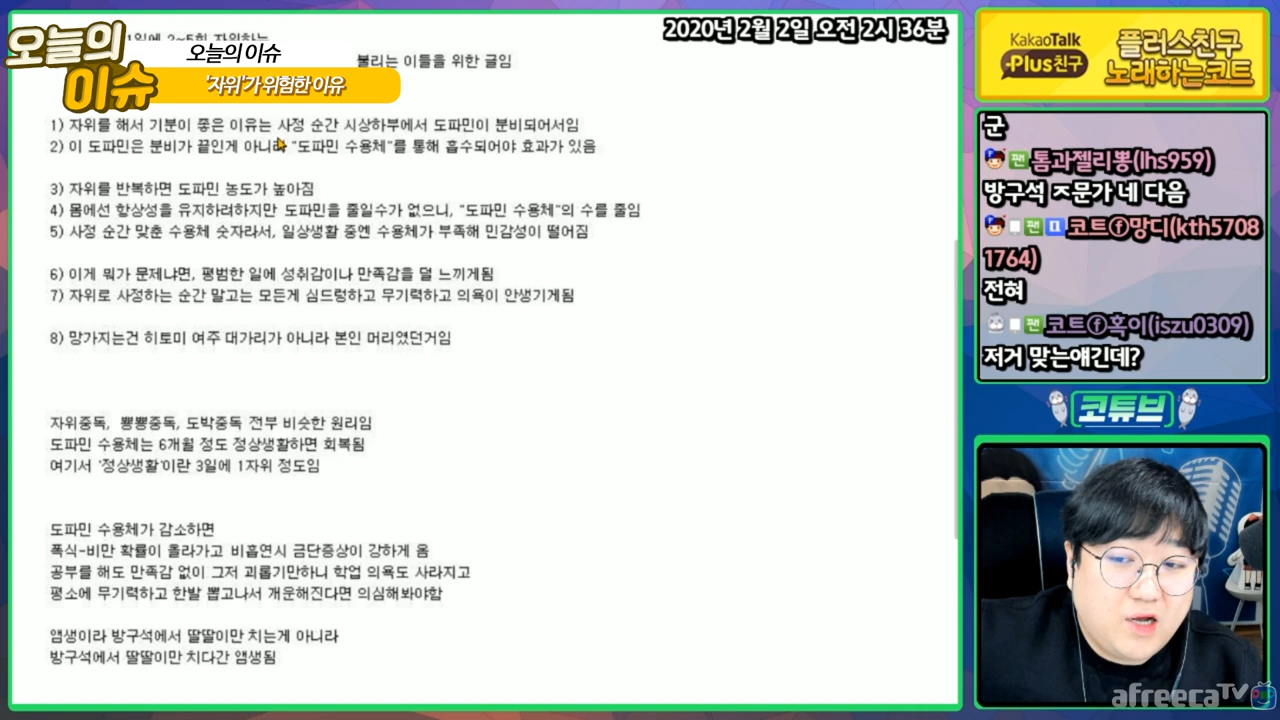 오늘의
이슈
오늘의 이슈
'자위'가 위험한 이유
2020년 2월 2일 오전 2시 36분
1일에 2~5회 자위하는
불리는 이들을 위한 글임
1) 자위를 해서 기분이 좋은 이유는 사정 순간 시상하부에서 도파민이 분비되어서임
2) 이 도파민은 분비가 끝인게 아니라 "도파민 수용체"를 통해 흡수되어야 효과가 있음
3) 자위를 반복하면 도파민 농도가 높아짐
4) 몸에선 항상성을 유지하려하지만 도파민을 줄일수가 없으니, "도파민 수용체"의 수를 줄임
5) 사정 순간 맞춘 수용체 숫자라서, 일상생활 중엔 수용체가 부족해 민감성이 떨어짐
6) 이게 뭐가 문제냐면, 평범한 일에 성취감이나 만족감을 덜 느끼게됨
7) 자위로 사정하는 순간 말고는 모든게 심드렁하고 무기력하고 의욕이 안생기게됨
8) 망가지는건 히토미 여주 대가리가 아니라 본인 머리였던거임
자위중독, 뽕뽕중독, 도박중독 전부 비슷한 원리임
도파민 수용체는 6개월 정도 정상생활하면 회복됨
여기서 '정상생활'이란 3일에 1자위 정도임
도파민 수용체가 감소하면
폭식-비만 확률이 올라가고 비흡연시 금단증상이 강하게 옴
공부를 해도 만족감 없이 그저 괴롭기만하니 학업 의욕도 사라지고
평소에 무기력하고 한발 뽑고나서 개운해진다면 의심해봐야함
앰생이라 방구석에서 딸딸이만 치는게 아니라
방구석에서 딸딸이만 치다간 앰생됨
KakaoTalk
Plus친구
플러스친구
노래하는코트
군
팬 톰과젤리뽕(lhs959)
방구석 ㅈ문가 네 다음
팬 코트ⓕ망디(kth5708
1764)
전혀
팬 코트ⓕ혹이(iszu0309)
저거 맞는얘긴데?
코튜브
afreecaTV